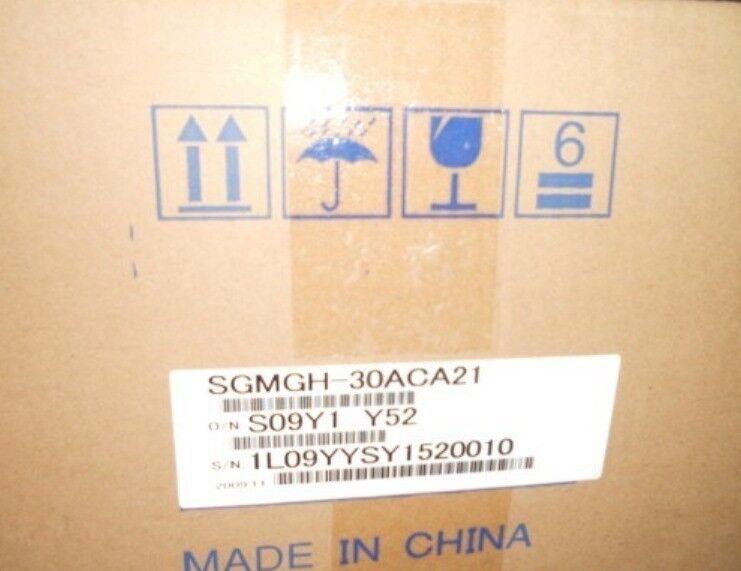 6
SGMGH-30ACA21
O/N S09Y1 Y52
S/N 1L09YYSY1520010
2009.11
MADE IN CHINA